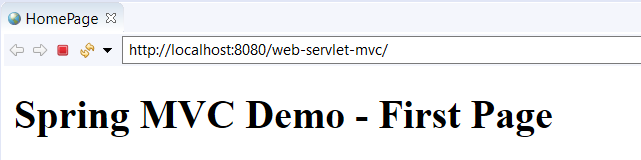 HomePage
http://localhost:8080/web-servlet-mvc/
Spring MVC Demo - First Page